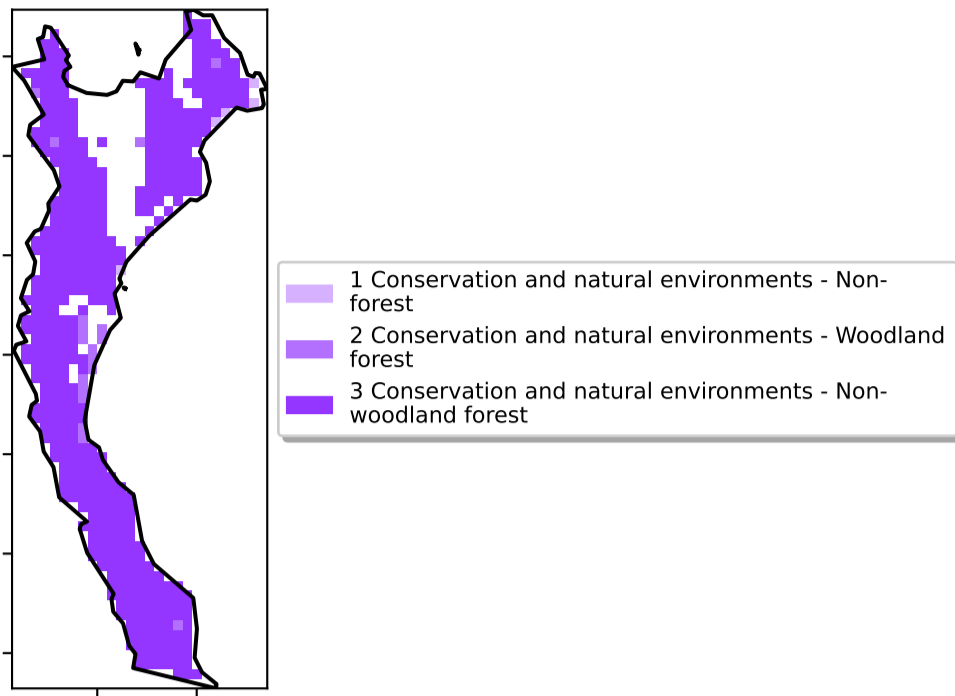 1 Conservation and natural environments - Non-
forest
2 Conservation and natural environments - Woodland
forest
3 Conservation and natural environments - Non-
woodland forest